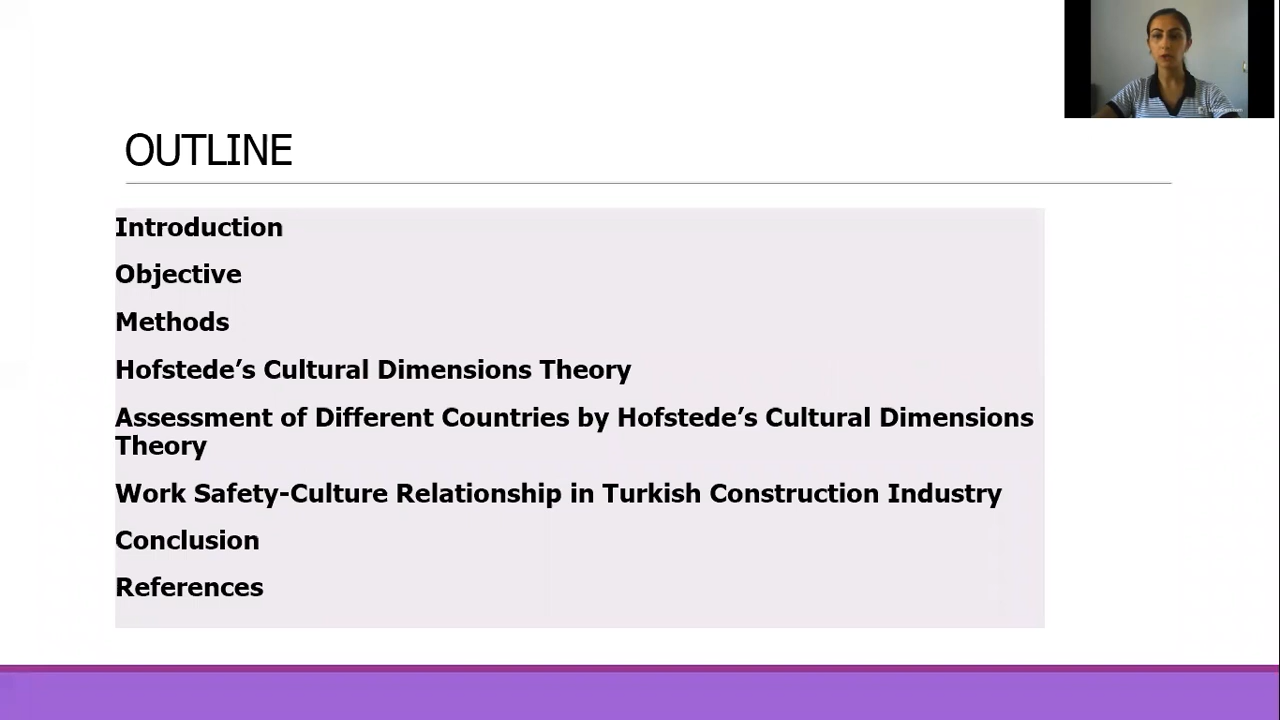 OUTLINE
Introduction
Objective
Methods
Hofstede’s Cultural Dimensions Theory
Assessment of Different Countries by Hofstede’s Cultural Dimensions
Theory
Work Safety-Culture Relationship in Turkish Construction Industry
Conclusion
References